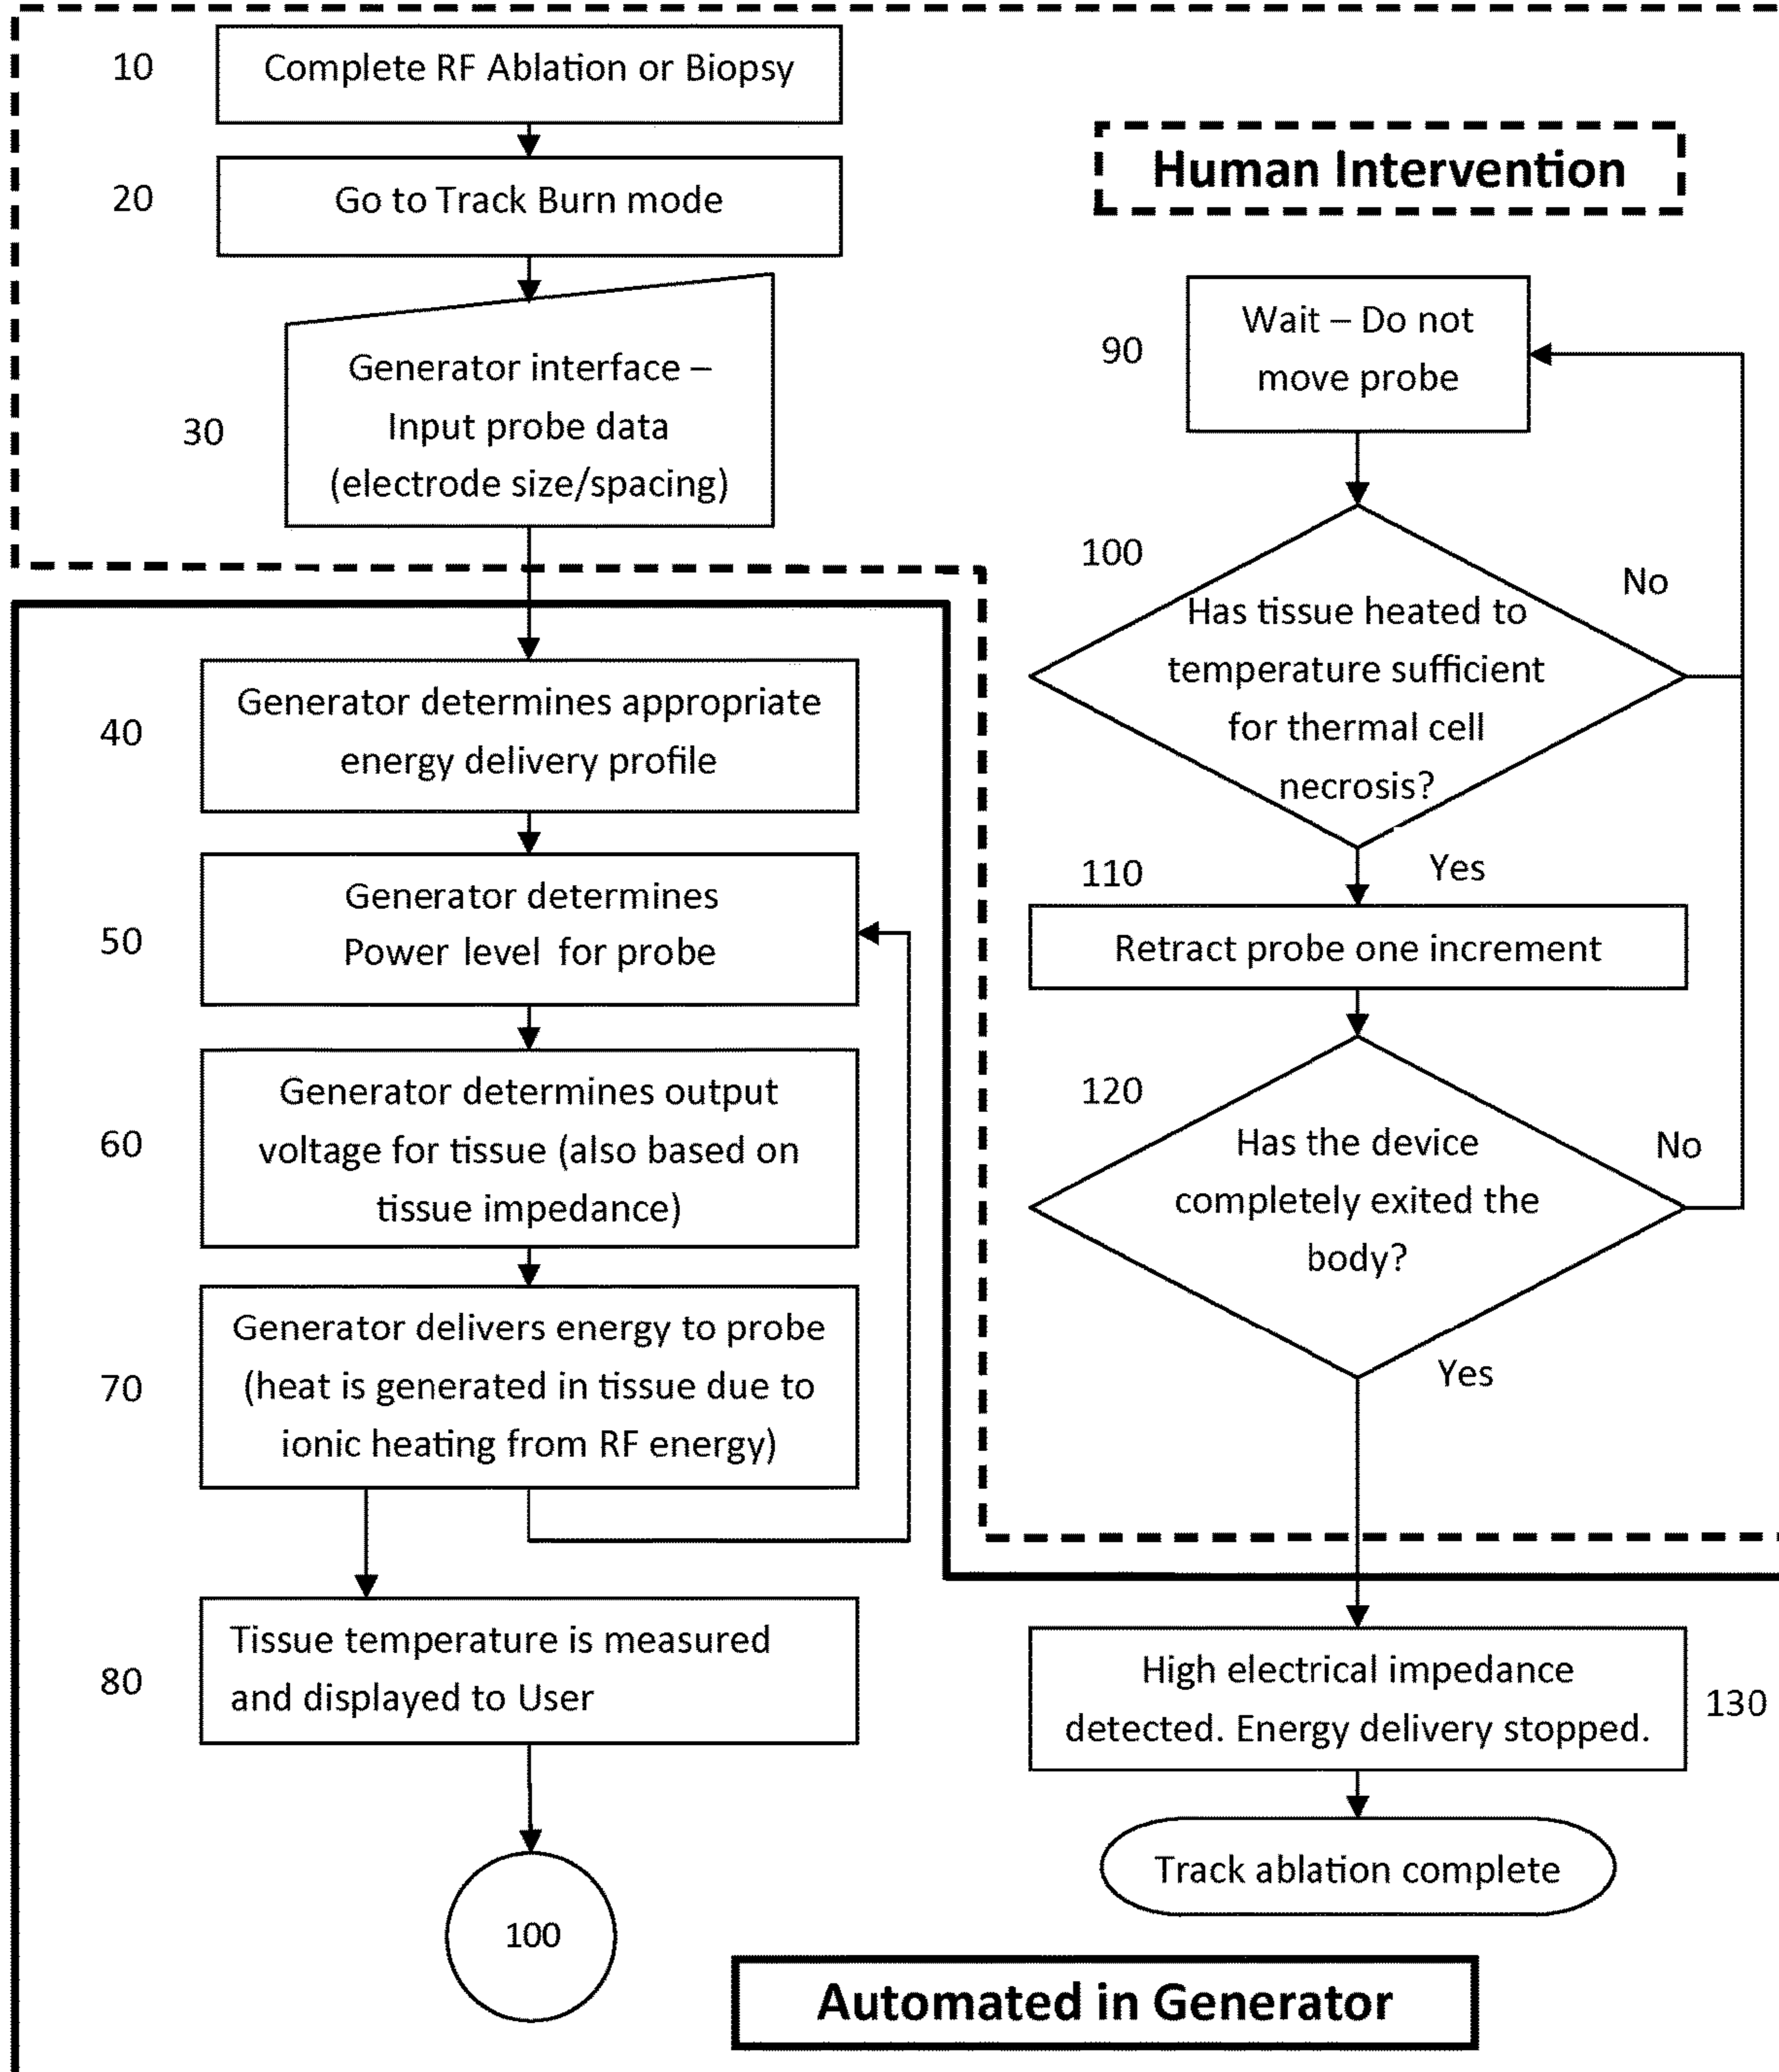 10
Complete RF Ablation or Biopsy
20
Go to Track Burn mode
30
Generator interface –
Input probe data
(electrode size/spacing)
40
Generator determines appropriate
energy delivery profile
50
Generator determines
Power level for probe
60
Generator determines output
voltage for tissue (also based on
tissue impedance)
70
Generator delivers energy to probe
(heat is generated in tissue due to
ionic heating from RF energy)
80
Tissue temperature is measured
and displayed to User
100
Human Intervention
90
Wait – Do not
move probe
100
No
Has tissue heated to
temperature sufficient
for thermal cell
necrosis?
Yes
110
Retract probe one increment
120
No
Has the device
completely exited the
body?
Yes
High electrical impedance
detected. Energy delivery stopped.
130
Track ablation complete
Automated in Generator